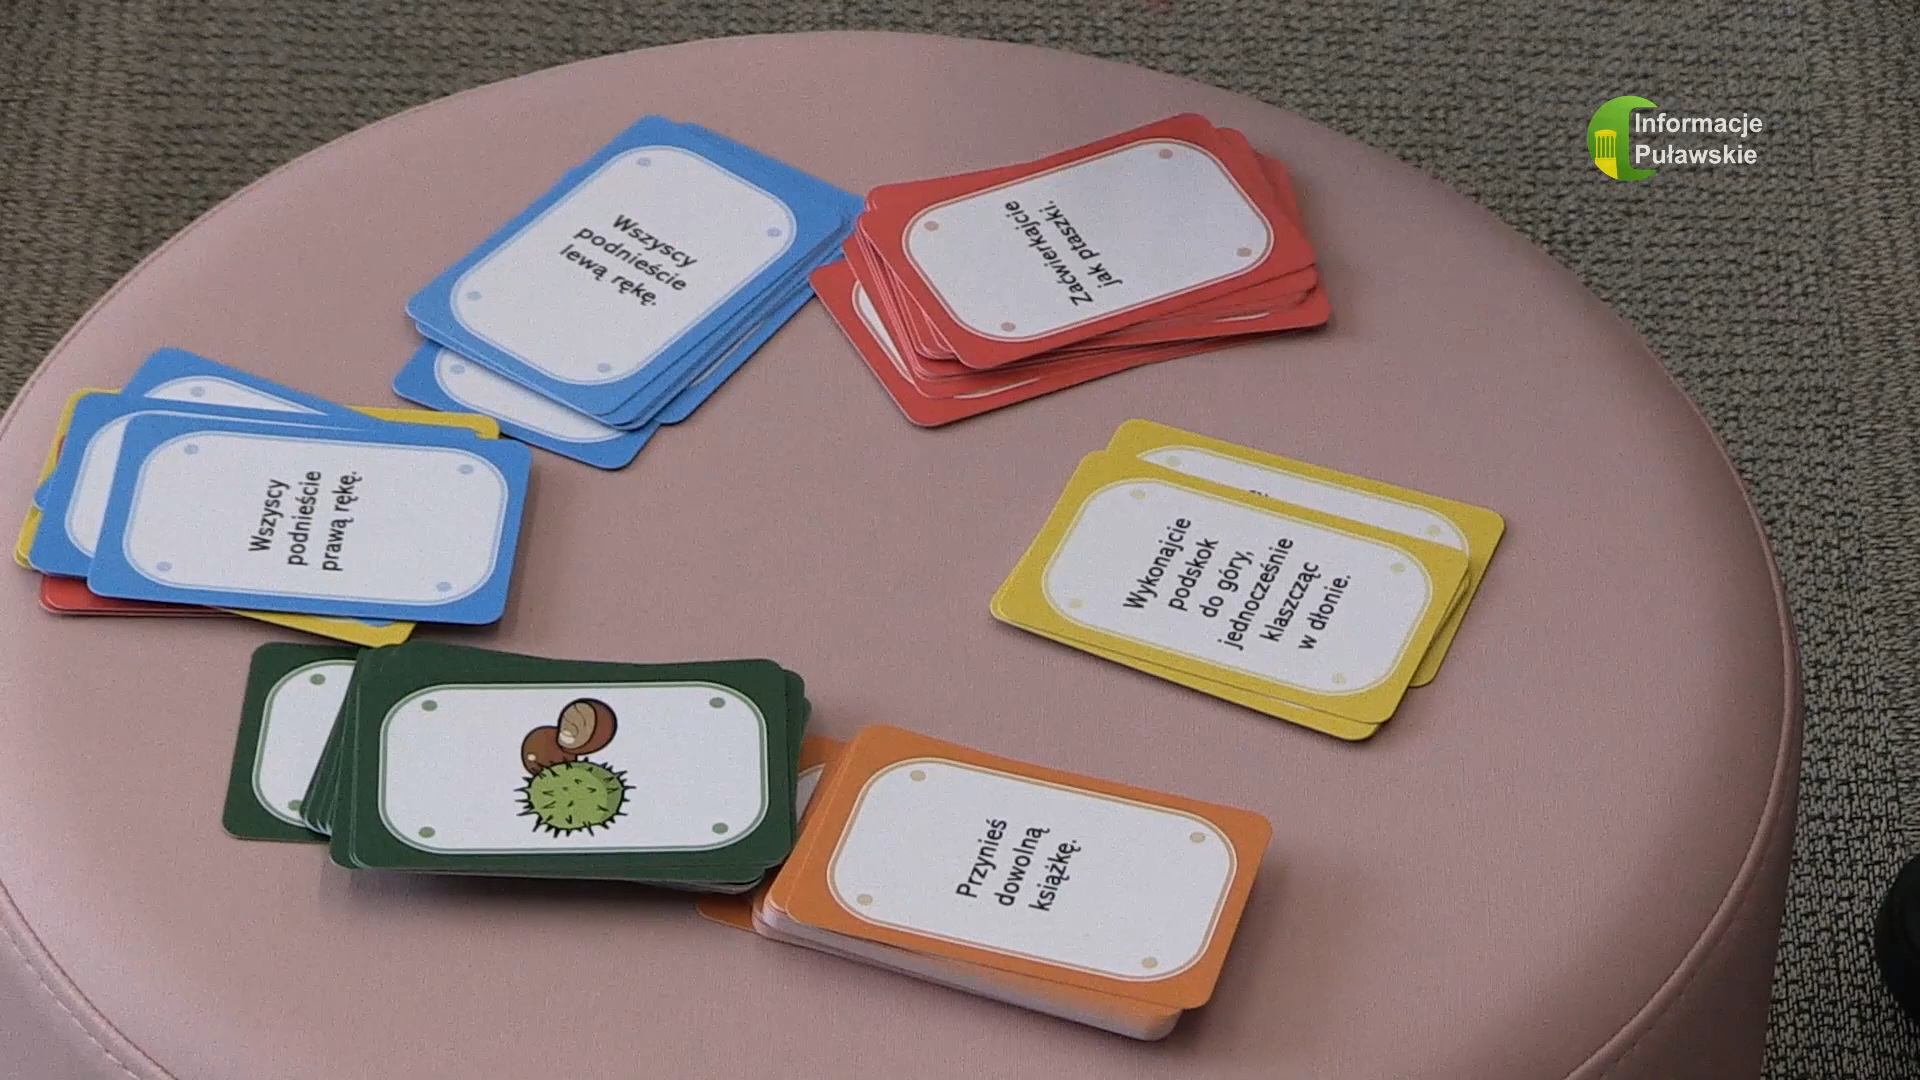 Informacje
Puławskie
Wszyscy
podnieście
lewą rękę.
Zaćwierkajcie
jak ptaszki.
Wszyscy
podnieście
prawą rękę.
Wykonajcie
podskok
do góry,
jednocześnie
klaszcząc
w dłonie.
Przynieś
dowolną
książkę.